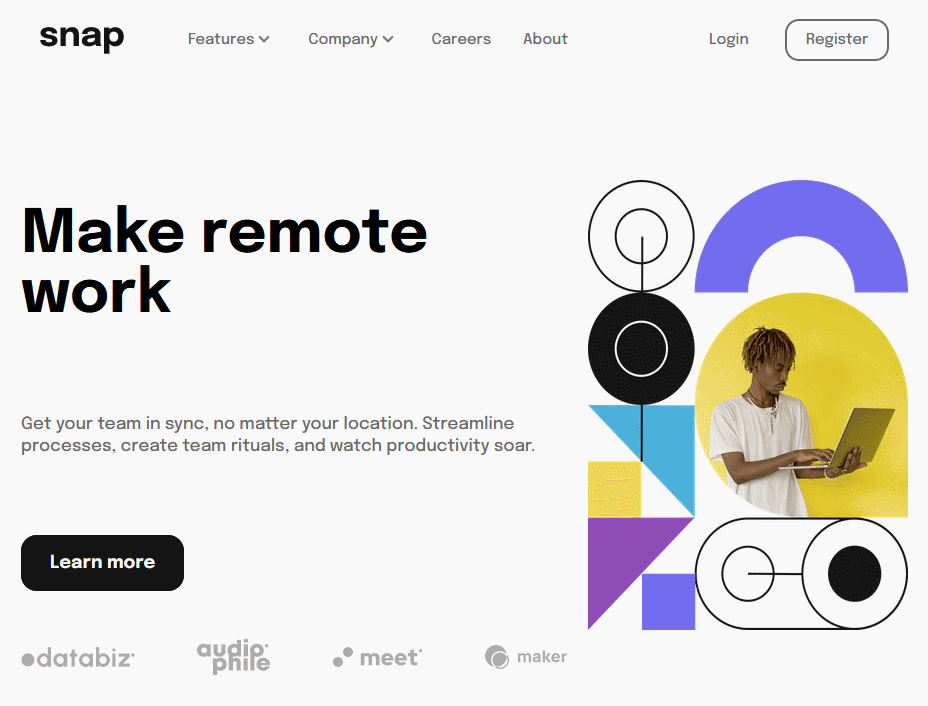 snap
Features
Company
Careers
About
Login
Register
Make remote
work
Get your team in sync, no matter your location. Streamline
processes, create team rituals, and watch productivity soar.
Learn more
databiz
audio
phile
meet
maker